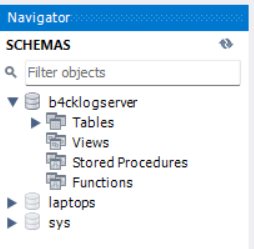 Navigator
SCHEMAS
Filter objects
b4cklogserver
Tables
Views
Stored Procedures
Functions
laptops
sys